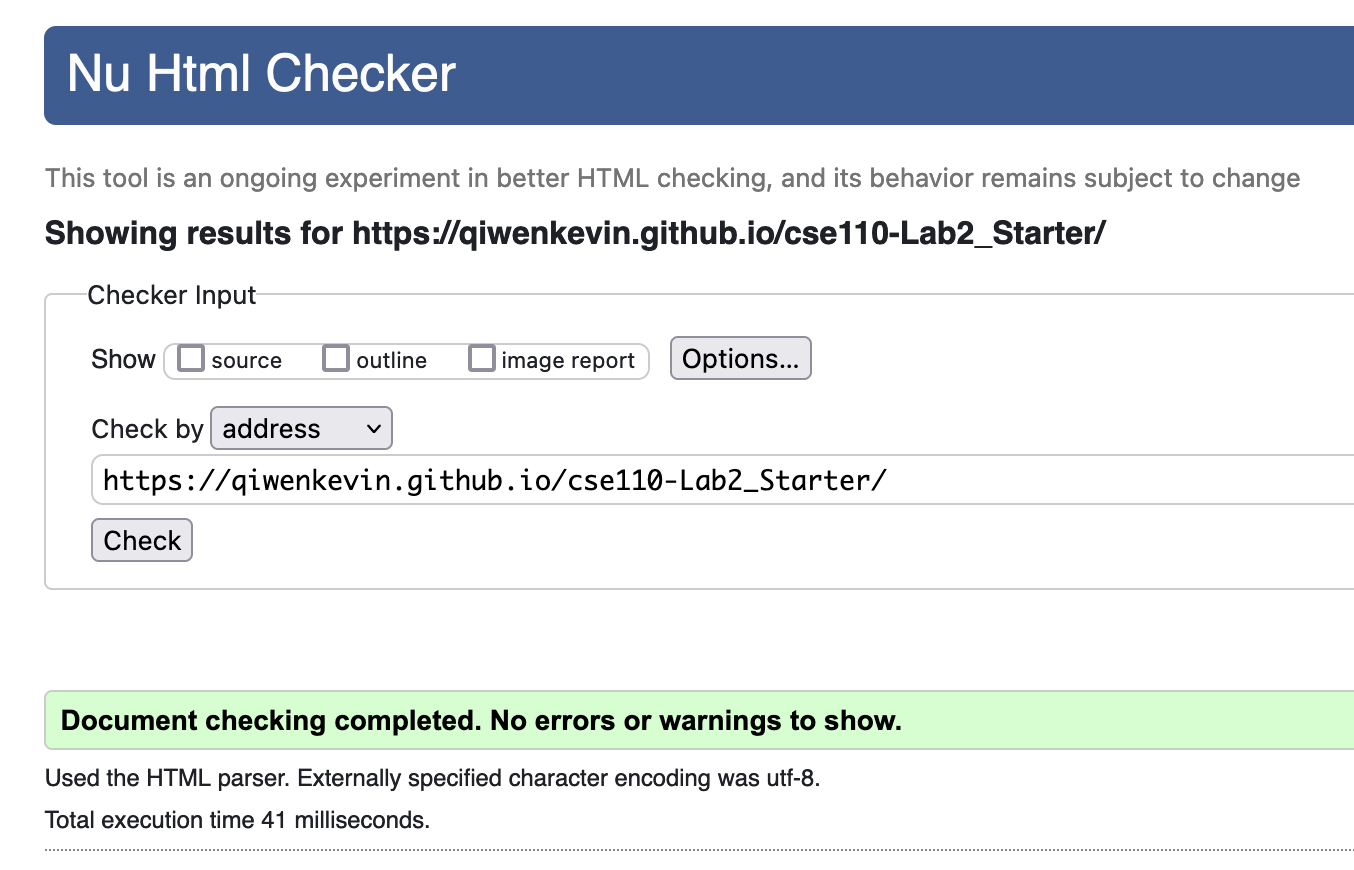 Nu Html Checker
This tool is an ongoing experiment in better HTML checking, and its behavior remains subject to change
Showing results for https://qiwenkevin.github.io/cse110-Lab2_Starter/
Checker Input
Show source outline image report Options...
Check by address
https://qiwenkevin.github.io/cse110-Lab2_Starter/
Check
Document checking completed. No errors or warnings to show.
Used the HTML parser. Externally specified character encoding was utf-8.
Total execution time 41 milliseconds.